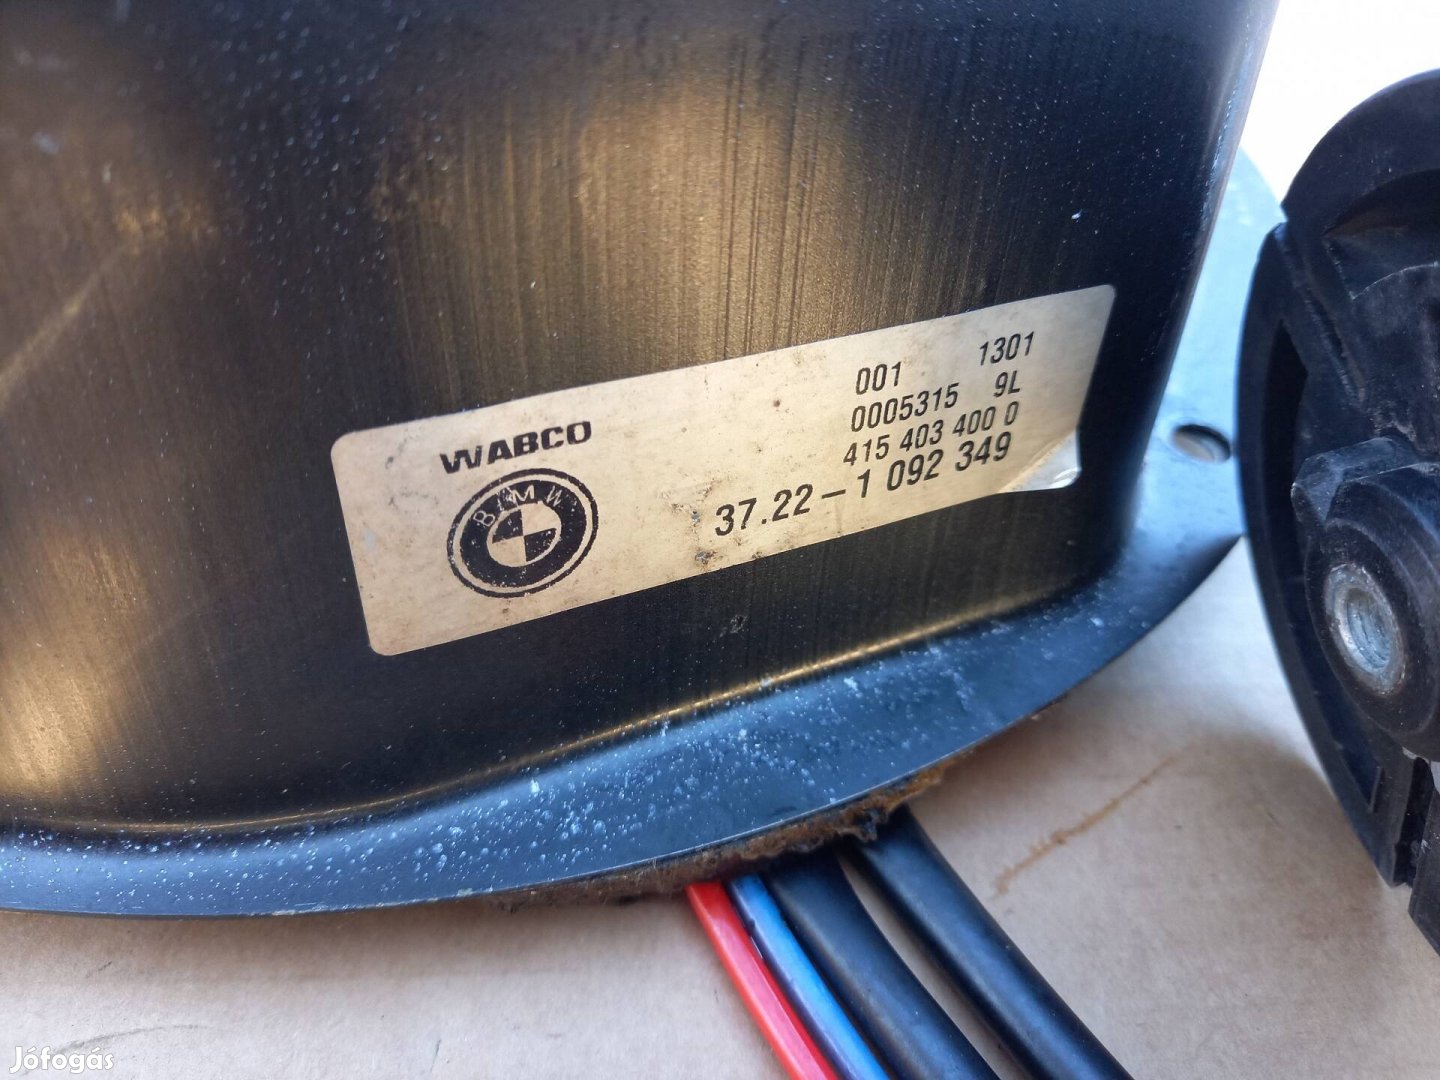 WABCO
BMW
001 1301
0005315 9L
415 403 400 0
37.22-1 092 349
Jófogás